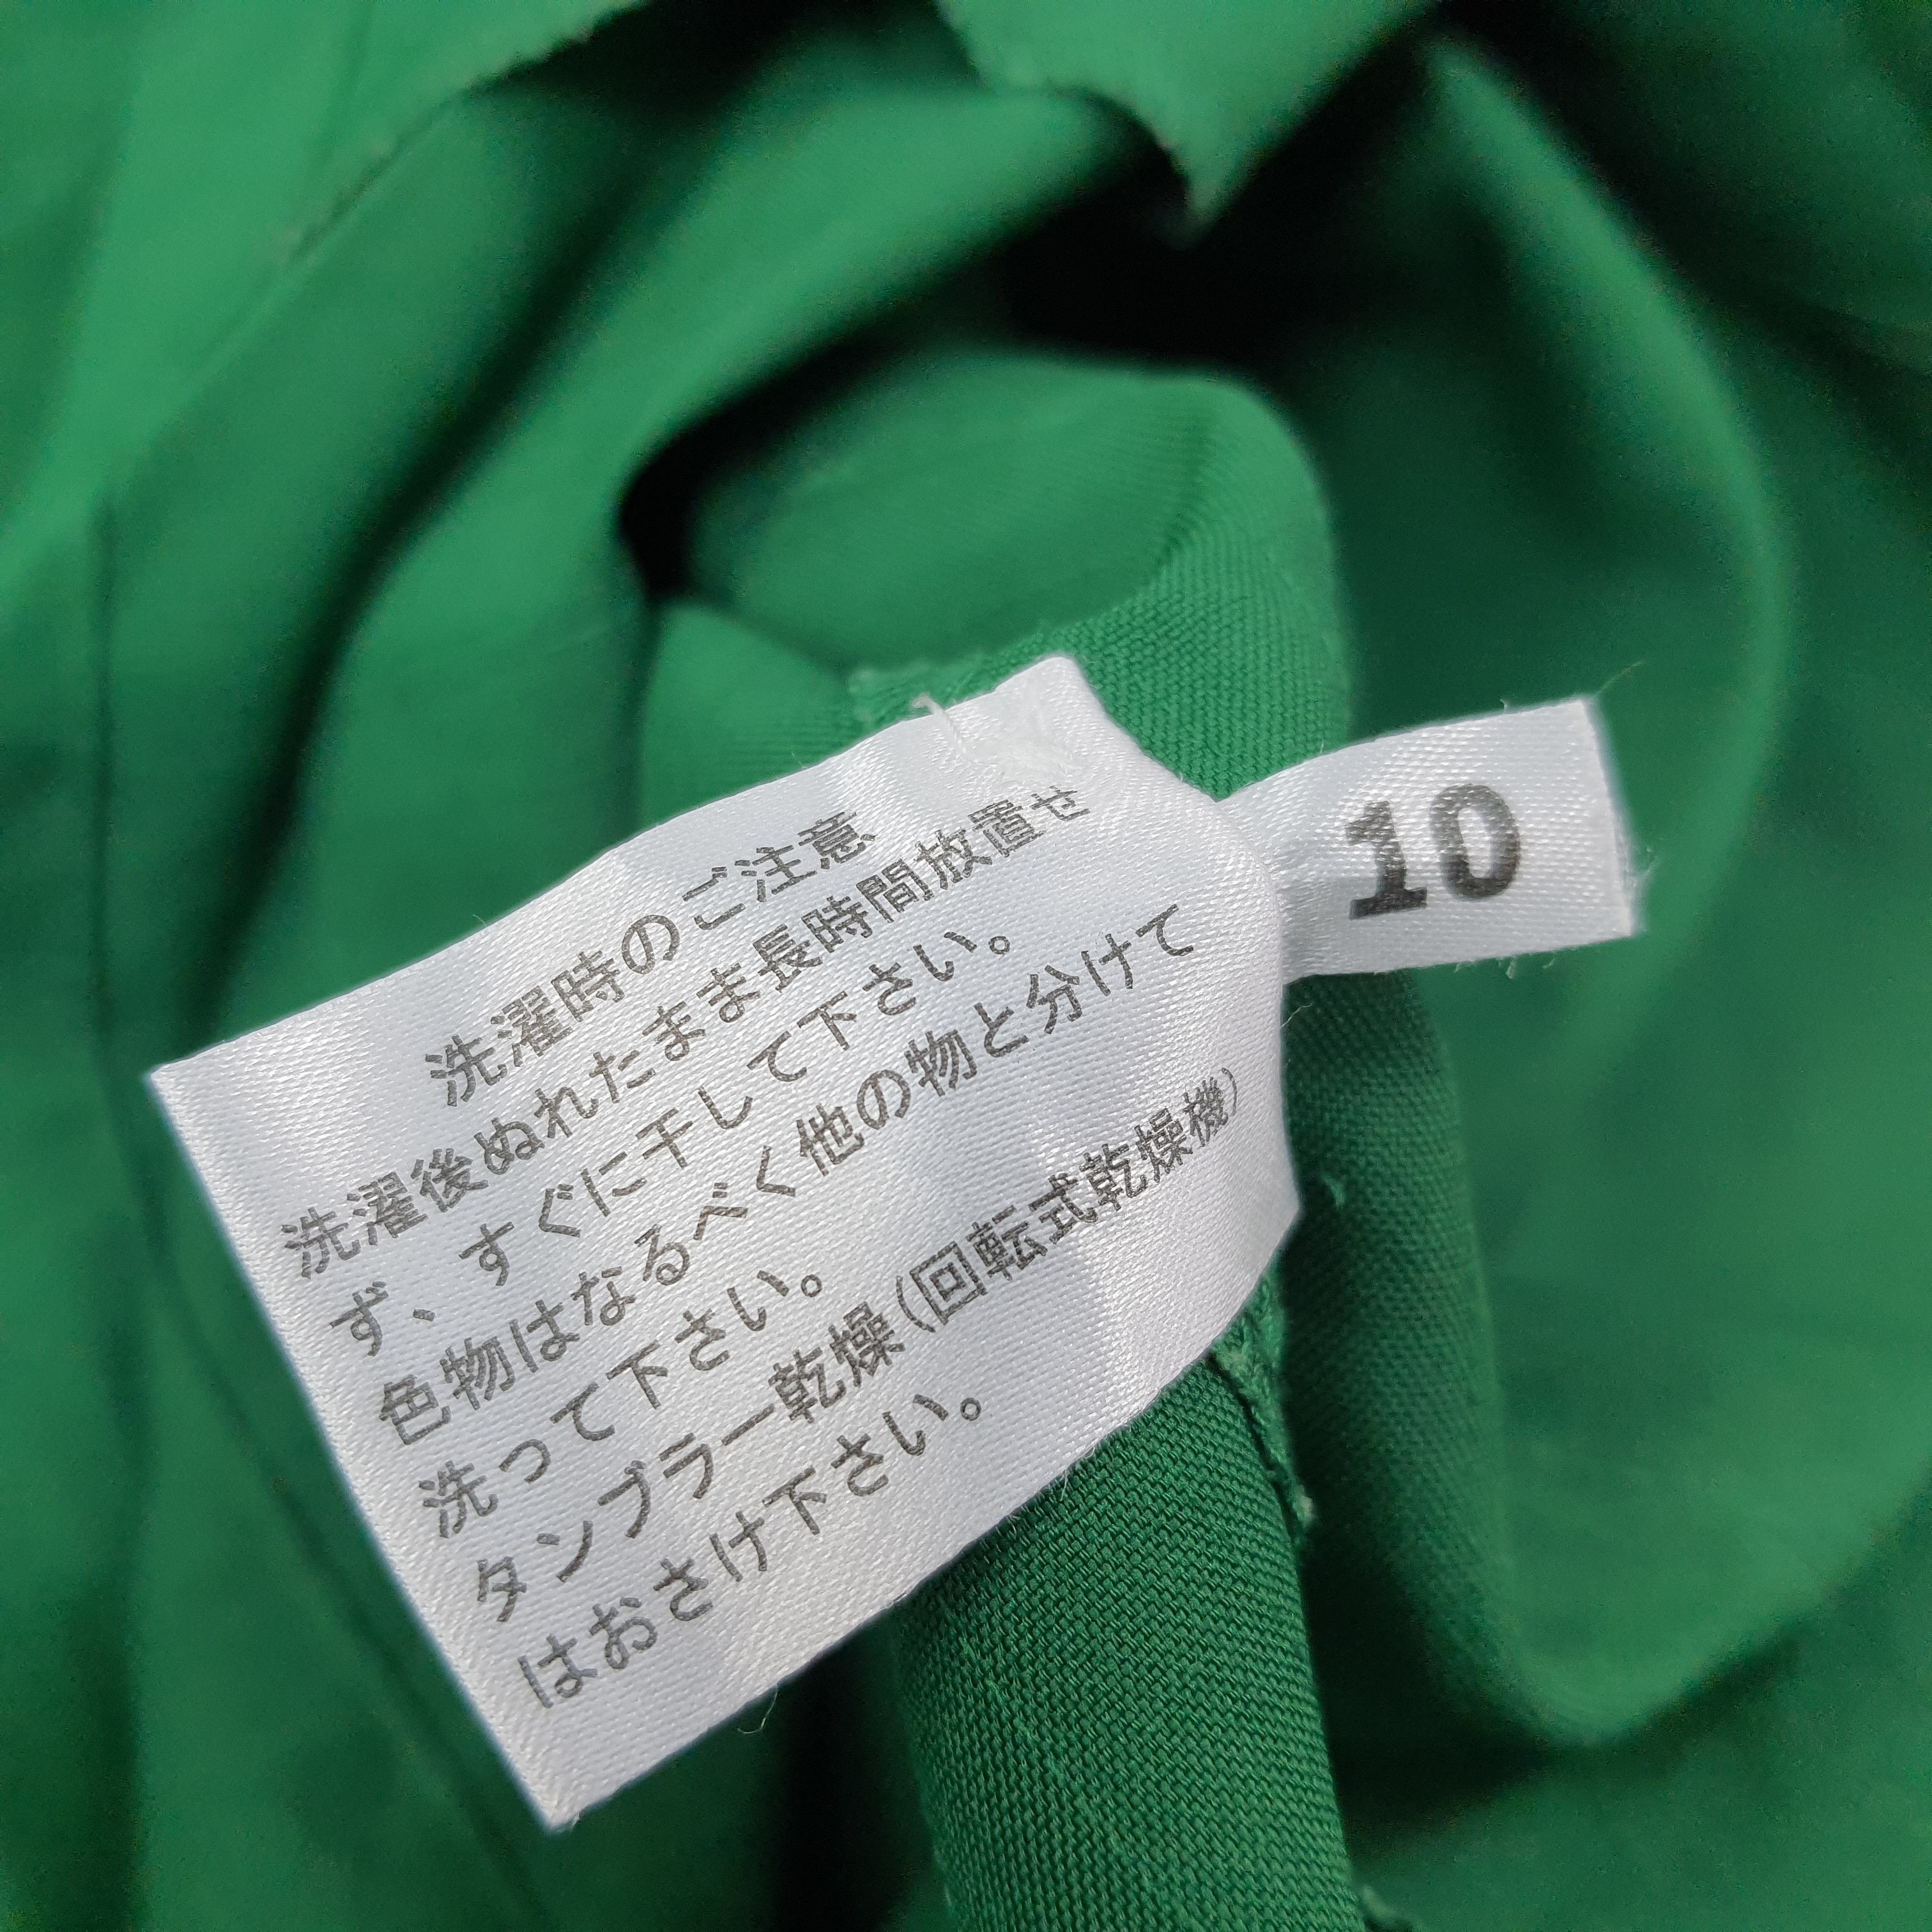 洗濯時のご注意
洗濯後ぬれたまま長時間放置せ
ず、すぐに干して下さい。
色物はなるべく他の物と分けて
洗って下さい。
タンブラー乾燥(回転式乾燥機)
はおさけ下さい。
10